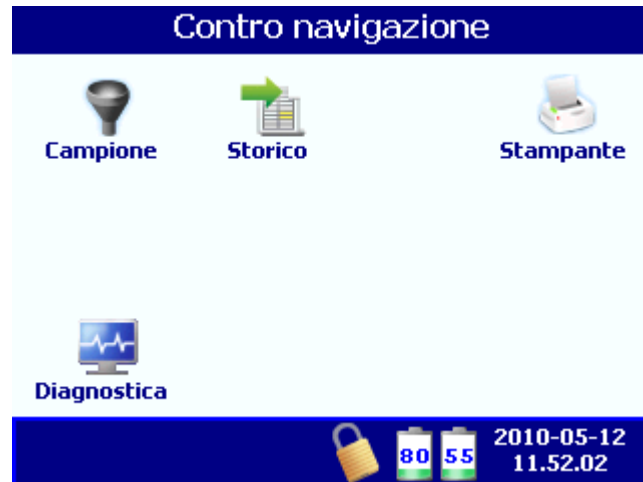 Contro navigazione
Campione
Storico
Stampante
Diagnostica
80
55
2010-05-12
11.52.02